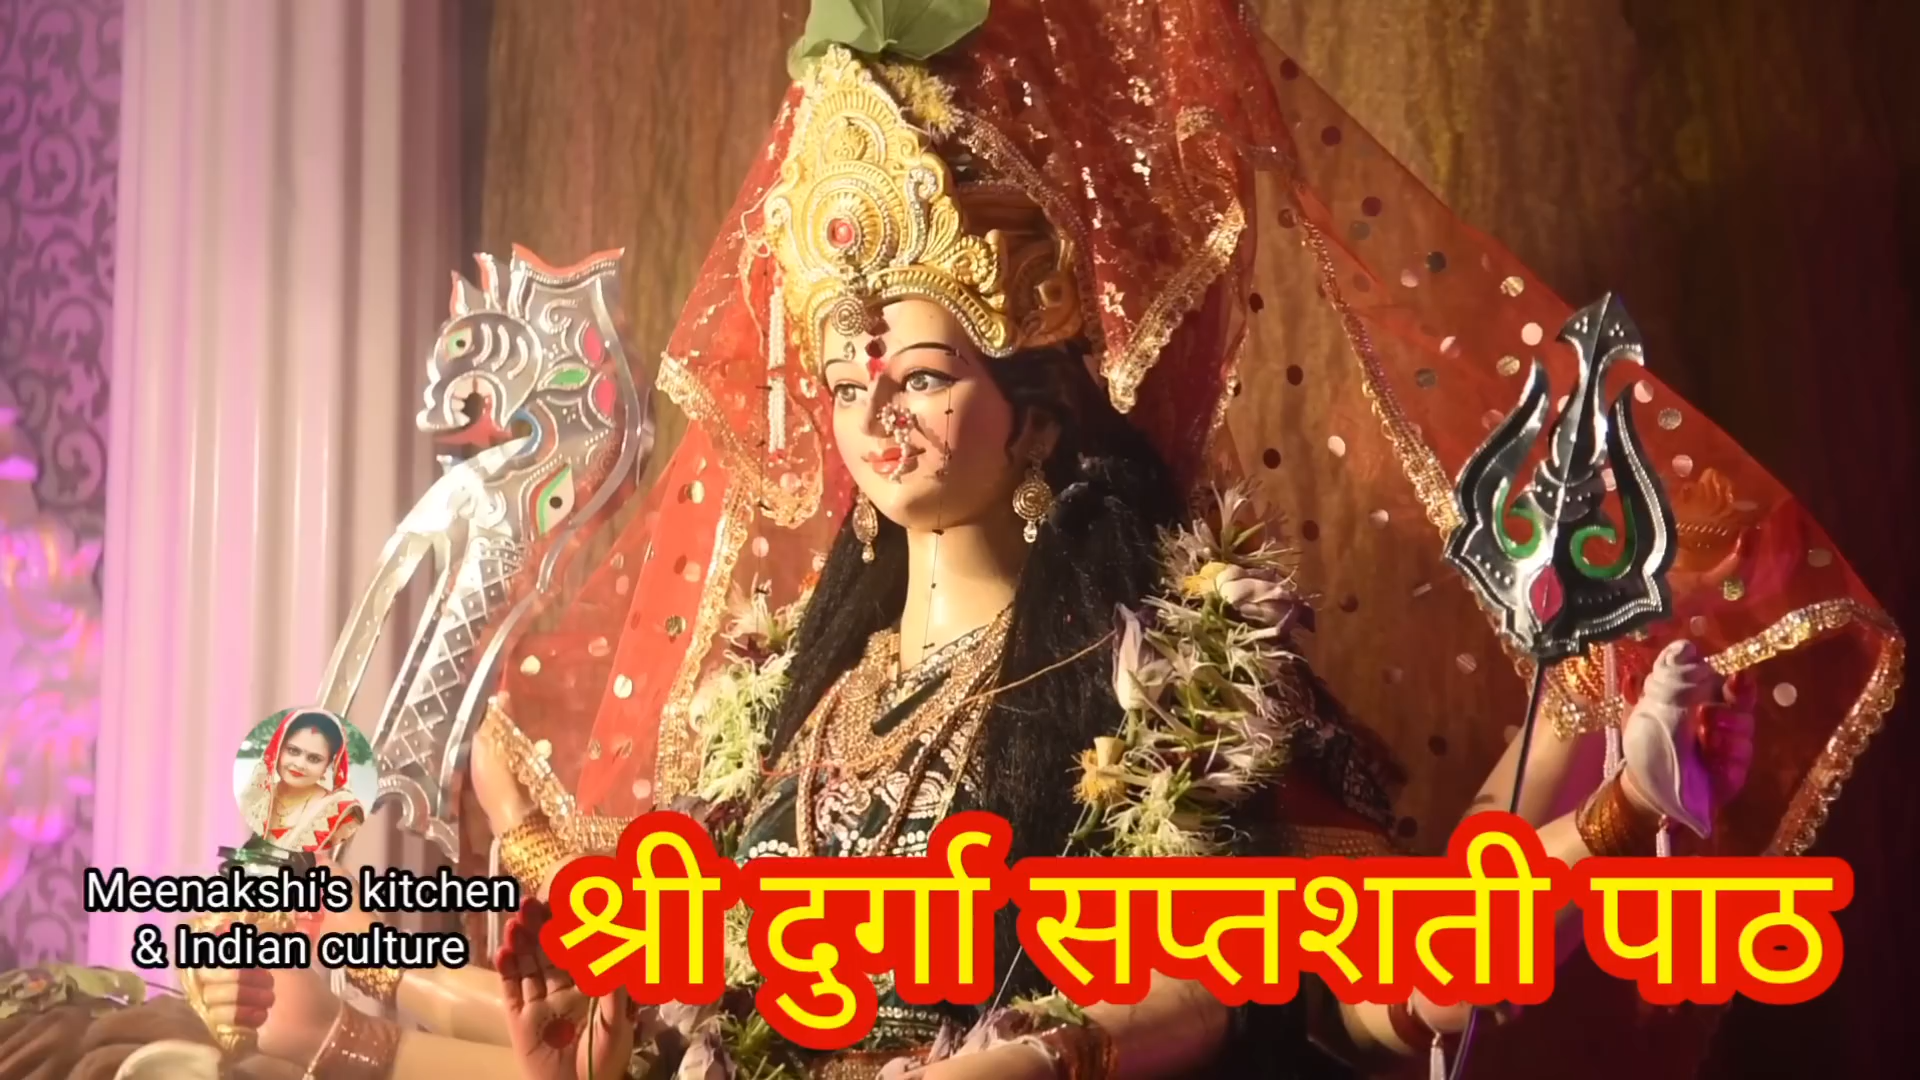 Meenakshi's kitchen
& Indian culture
श्री दुर्गा सप्तशती पाठ